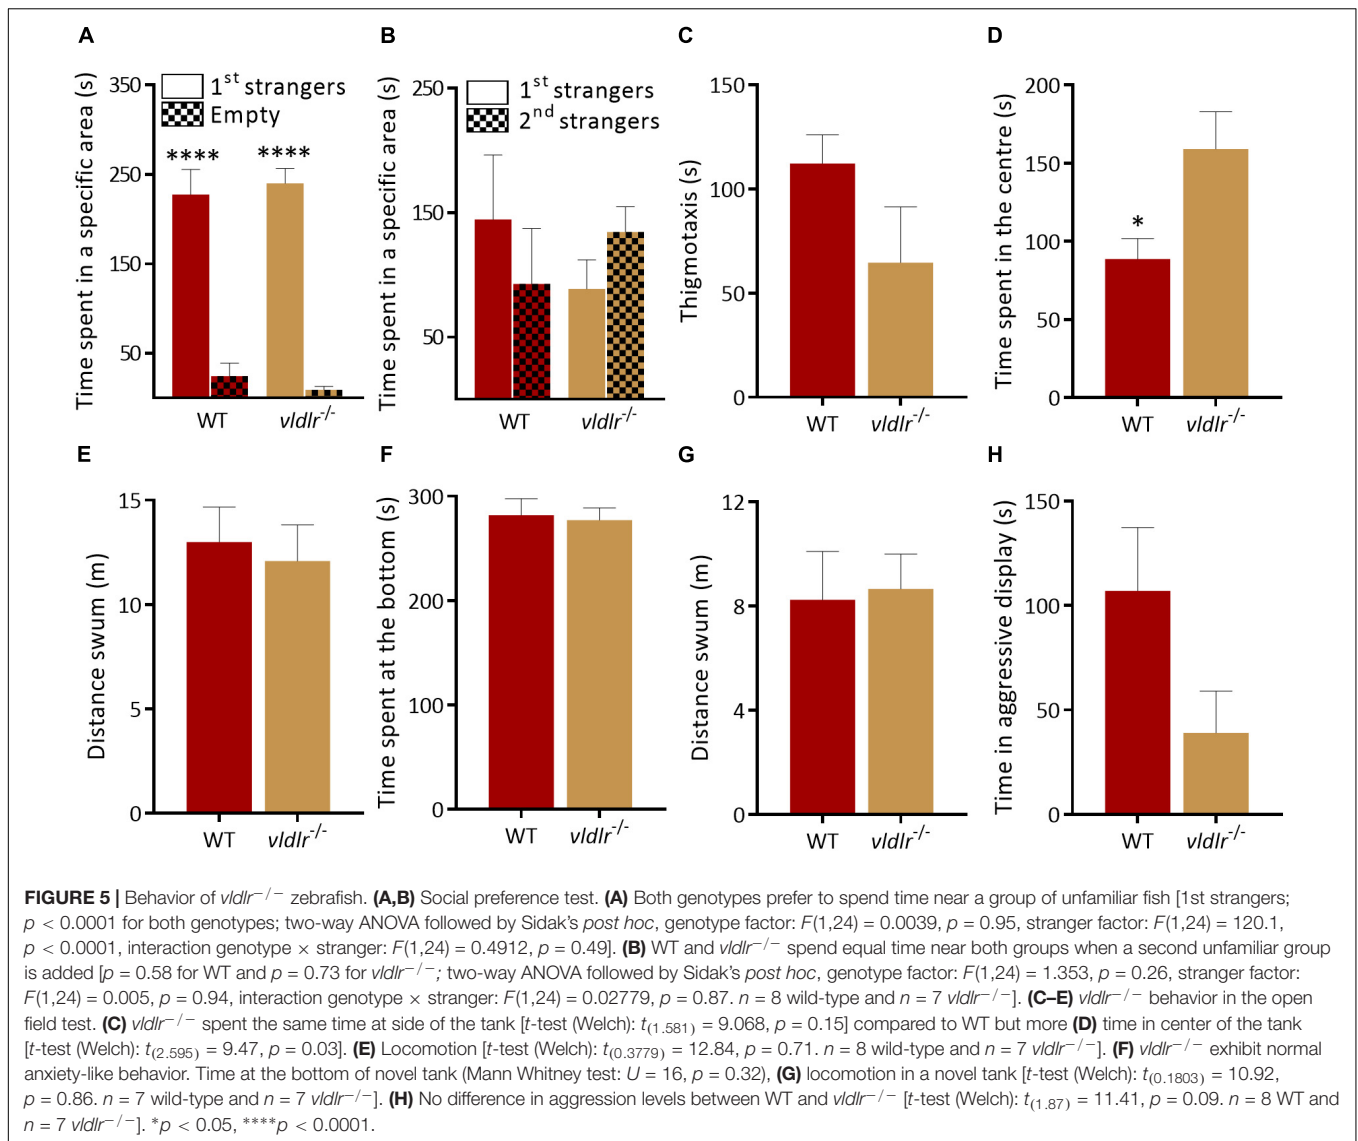 A
B
C
D
Time spent in a specific area (s)
350
250
150
50
1st strangers
Empty
****
****
WT
vldlr-/-
Time spent in a specific area (s)
250
150
50
1st strangers
2nd strangers
WT
vldlr-/-
Thigmotaxis (s)
150
100
50
0
WT
vldlr-/-
Time spent in the centre (s)
200
150
100
50
0
*
WT
vldlr-/-
E
F
G
H
Distance swum (m)
15
10
5
0
WT
vldlr-/-
Time spent at the bottom (s)
300
200
100
0
WT
vldlr-/-
Distance swum (m)
12
8
4
0
WT
vldlr-/-
Time in aggressive display (s)
150
100
50
0
WT
vldlr-/-
FIGURE 5 | Behavior of vldlr−/− zebrafish. (A,B) Social preference test. (A) Both genotypes prefer to spend time near a group of unfamiliar fish [1st strangers;
p < 0.0001 for both genotypes; two-way ANOVA followed by Sidak's post hoc, genotype factor: F(1,24) = 0.0039, p = 0.95, stranger factor: F(1,24) = 120.1,
p < 0.0001, interaction genotype × stranger: F(1,24) = 0.4912, p = 0.49]. (B) WT and vldlr−/− spend equal time near both groups when a second unfamiliar group
is added [p = 0.58 for WT and p = 0.73 for vldlr−/−; two-way ANOVA followed by Sidak's post hoc, genotype factor: F(1,24) = 1.353, p = 0.26, stranger factor:
F(1,24) = 0.005, p = 0.94, interaction genotype × stranger: F(1,24) = 0.02779, p = 0.87. n = 8 wild-type and n = 7 vldlr−/−]. (C–E) vldlr−/− behavior in the open
field test. (C) vldlr−/− spent the same time at side of the tank [t-test (Welch): t(1.581) = 9.068, p = 0.15] compared to WT but more (D) time in center of the tank
[t-test (Welch): t(2.595) = 9.47, p = 0.03]. (E) Locomotion [t-test (Welch): t(0.3779) = 12.84, p = 0.71. n = 8 wild-type and n = 7 vldlr−/−]. (F) vldlr−/− exhibit normal
anxiety-like behavior. Time at the bottom of novel tank (Mann Whitney test: U = 16, p = 0.32), (G) locomotion in a novel tank [t-test (Welch): t(0.1803) = 10.92,
p = 0.86. n = 7 wild-type and n = 7 vldlr−/−]. (H) No difference in aggression levels between WT and vldlr−/− [t-test (Welch): t(1.87) = 11.41, p = 0.09. n = 8 WT and
n = 7 vldlr−/−]. *p < 0.05, ****p < 0.0001.